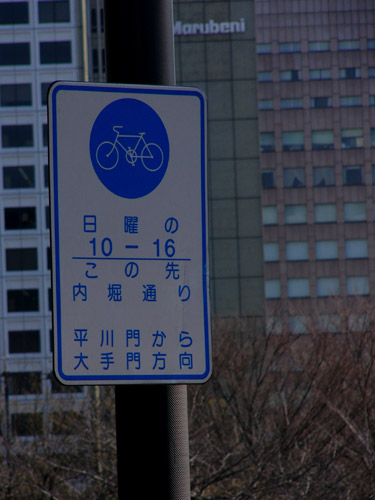 Marubeni
日曜の
10-16
この先
内堀通り
平川門から
大手門方向